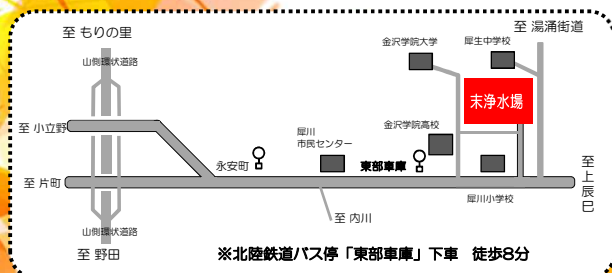 至 もりの里
山側環状道路
至 小立野
至 片町
山側環状道路
至 野田
永安町
犀川
市民センター
至 内川
東部車庫
金沢学院大学
金沢学院高校
犀生中学校
至 湯涌街道
末浄水場
犀川小学校
至上辰巳
※北陸鉄道バス停「東部車庫」下車 徒歩8分